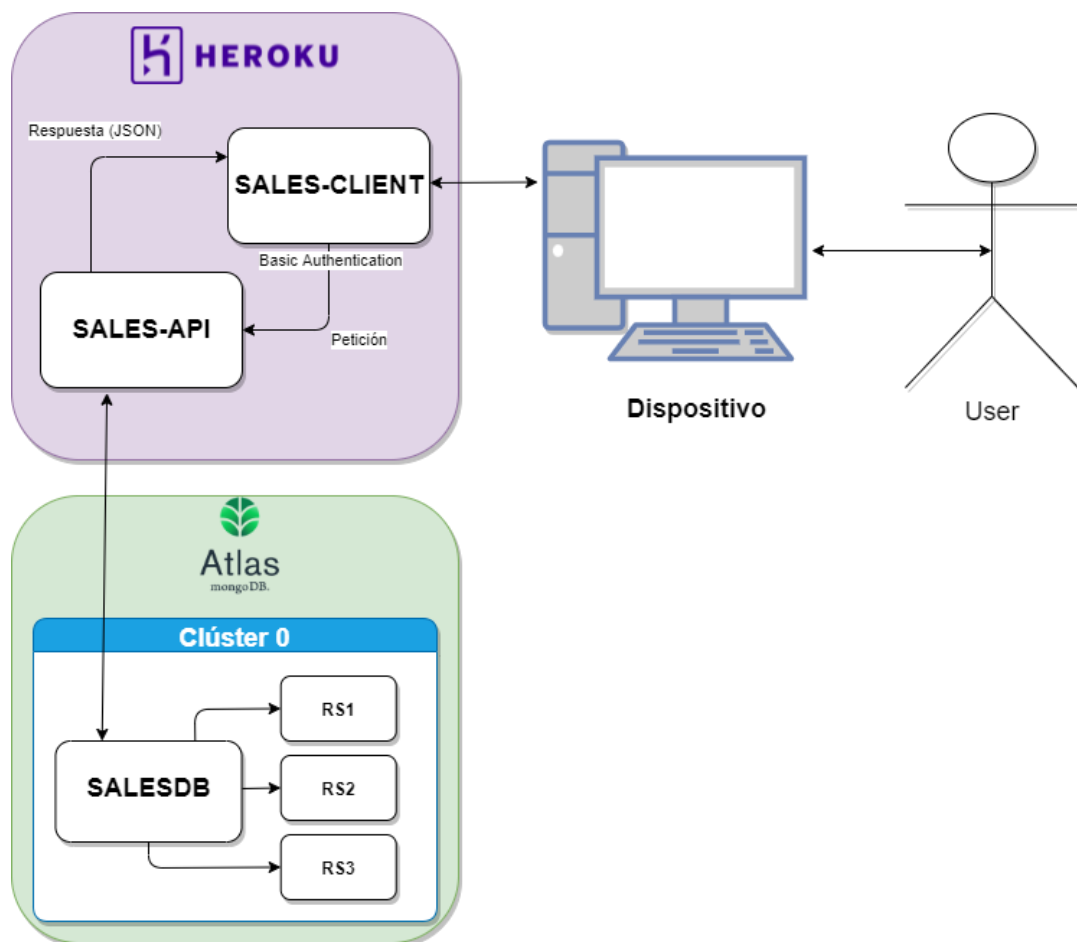 HEROKU
Respuesta (JSON)
SALES-CLIENT
Basic Authentication
SALES-API
Petición
Dispositivo
User
Atlas
mongoDB.
Clúster 0
RS1
SALESDB
RS2
RS3